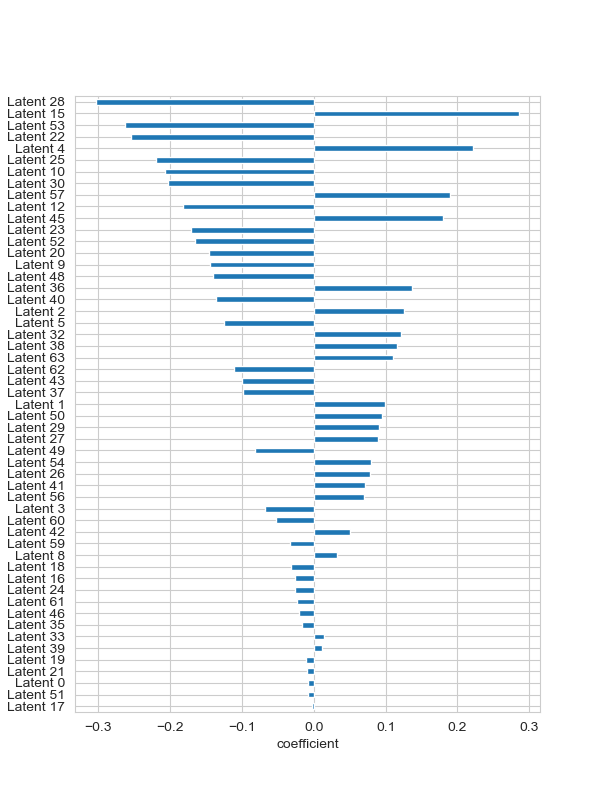 Latent 28
Latent 15
Latent 53
Latent 22
Latent 4
Latent 25
Latent 10
Latent 30
Latent 57
Latent 12
Latent 45
Latent 23
Latent 52
Latent 20
Latent 9
Latent 48
Latent 36
Latent 40
Latent 2
Latent 5
Latent 32
Latent 38
Latent 63
Latent 62
Latent 43
Latent 37
Latent 1
Latent 50
Latent 29
Latent 27
Latent 49
Latent 54
Latent 26
Latent 41
Latent 56
Latent 3
Latent 60
Latent 42
Latent 59
Latent 8
Latent 18
Latent 16
Latent 24
Latent 61
Latent 46
Latent 35
Latent 33
Latent 39
Latent 19
Latent 21
Latent 0
Latent 51
Latent 17
−0.3 −0.2 −0.1 0.0 0.1 0.2 0.3
coefficient